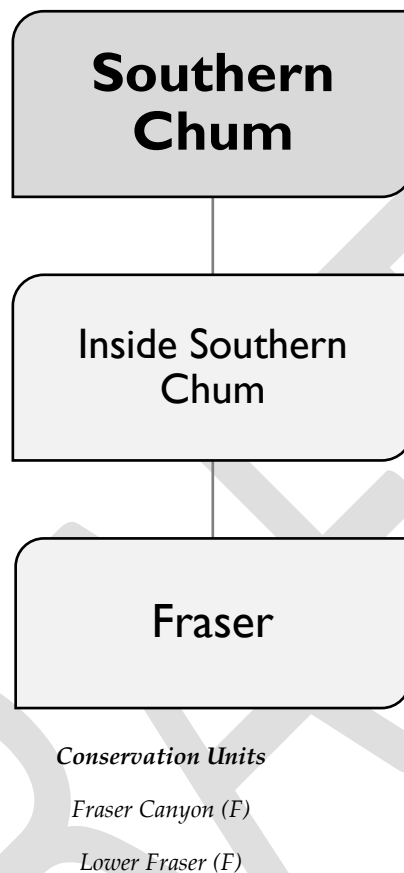 Southern
Chum
Inside Southern
Chum
Fraser
Conservation Units
Fraser Canyon (F)
Lower Fraser (F)